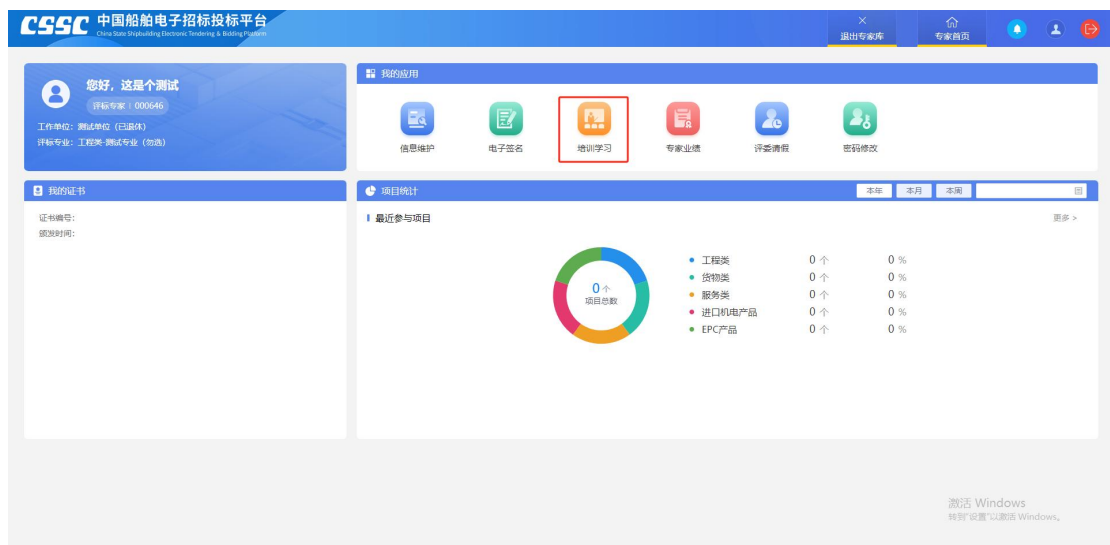 CSSC 中国船舶电子招标投标平台
China State Shipbuilding Electronic Tendering & Bidding Platform
退出专家库
专家首页
您好，这是个测试
评标专家 | 000646
工作单位：测试单位（已退休）
评标专业：工程类-测试专业（勿选）
我的应用
信息维护 电子签名 培训学习 专家业绩 评委请假 密码修改
我的证书
证书编号：
颁发时间：
项目统计 本年 本月 本周
最近参与项目 更多 >
0 个
项目总数
工程类 0 个 0 %
货物类 0 个 0 %
服务类 0 个 0 %
进口机电产品 0 个 0 %
EPC产品 0 个 0 %
激活 Windows
转到"设置"以激活 Windows。